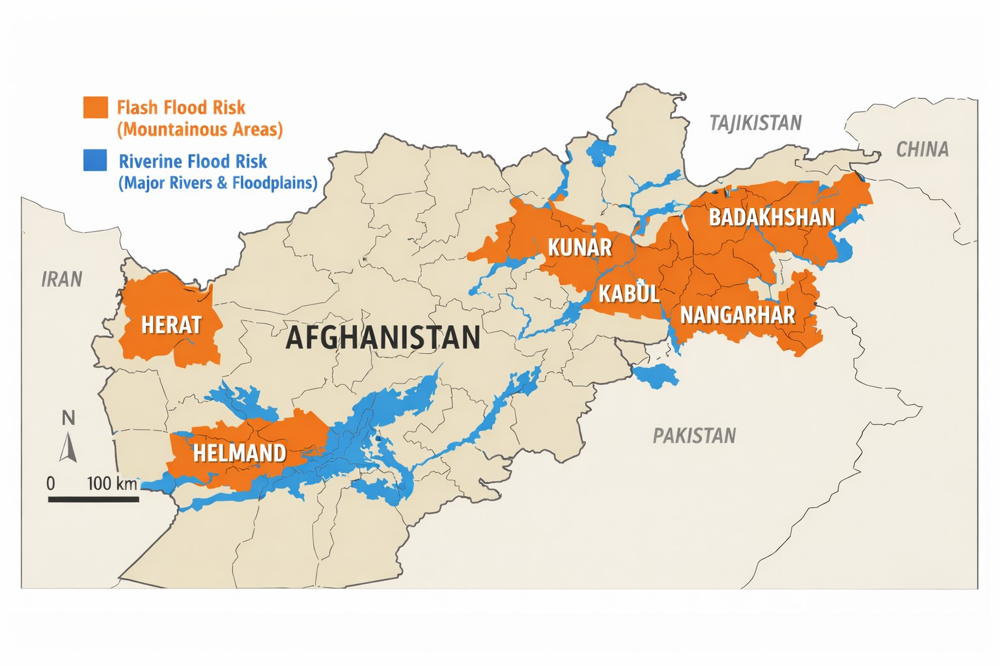 Flash Flood Risk
(Mountainous Areas)
Riverine Flood Risk
(Major Rivers & Floodplains)
TAJIKISTAN
CHINA
IRAN
BADAKHSHAN
KUNAR
KABUL
NANGARHAR
HERAT
AFGHANISTAN
HELMAND
PAKISTAN
N
0 100 km